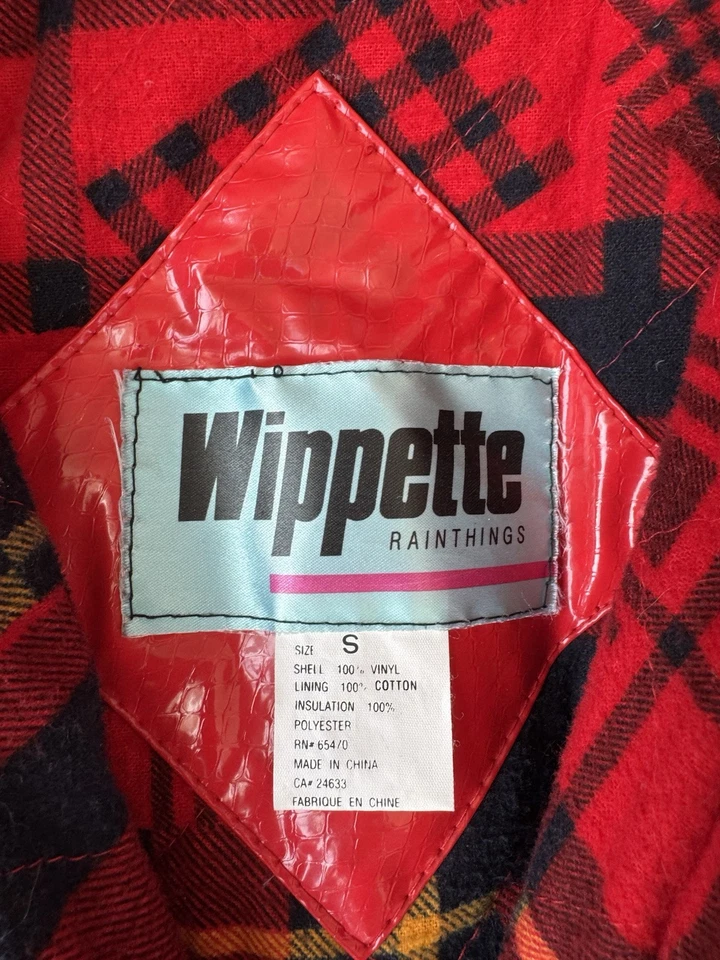 Wippette
RAINTHINGS
SIZE S
SHELL 100% VINYL
LINING 100% COTTON
INSULATION 100%
POLYESTER
RN# 65470
MADE IN CHINA
CA# 24633
FABRIQUE EN CHINE